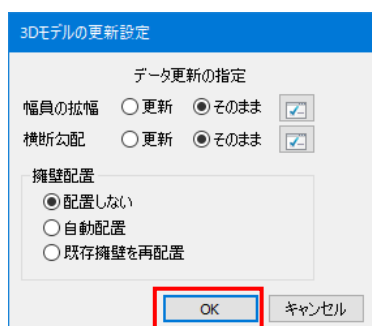 3Dモデルの更新設定
データ更新の指定
幅員の拡幅 更新 そのまま
横断勾配 更新 そのまま
擁壁配置
配置しない
自動配置
既存擁壁を再配置
OK キャンセル